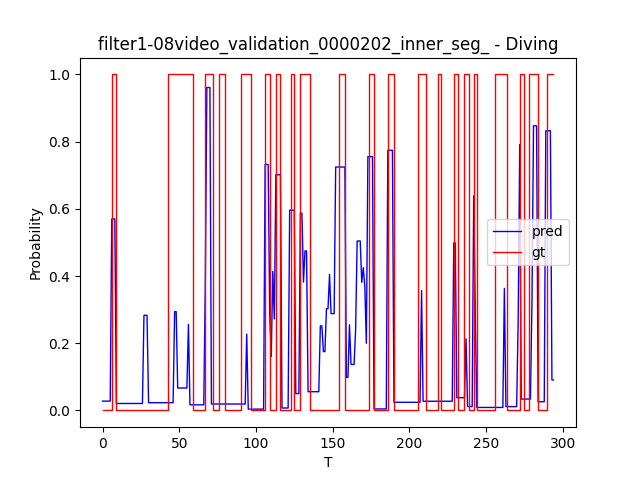 filter1-08video_validation_0000202_inner_seg_ - Diving
Probability
1.0
0.8
0.6
0.4
0.2
0.0
pred
gt
0 50 100 150 200 250 300
T